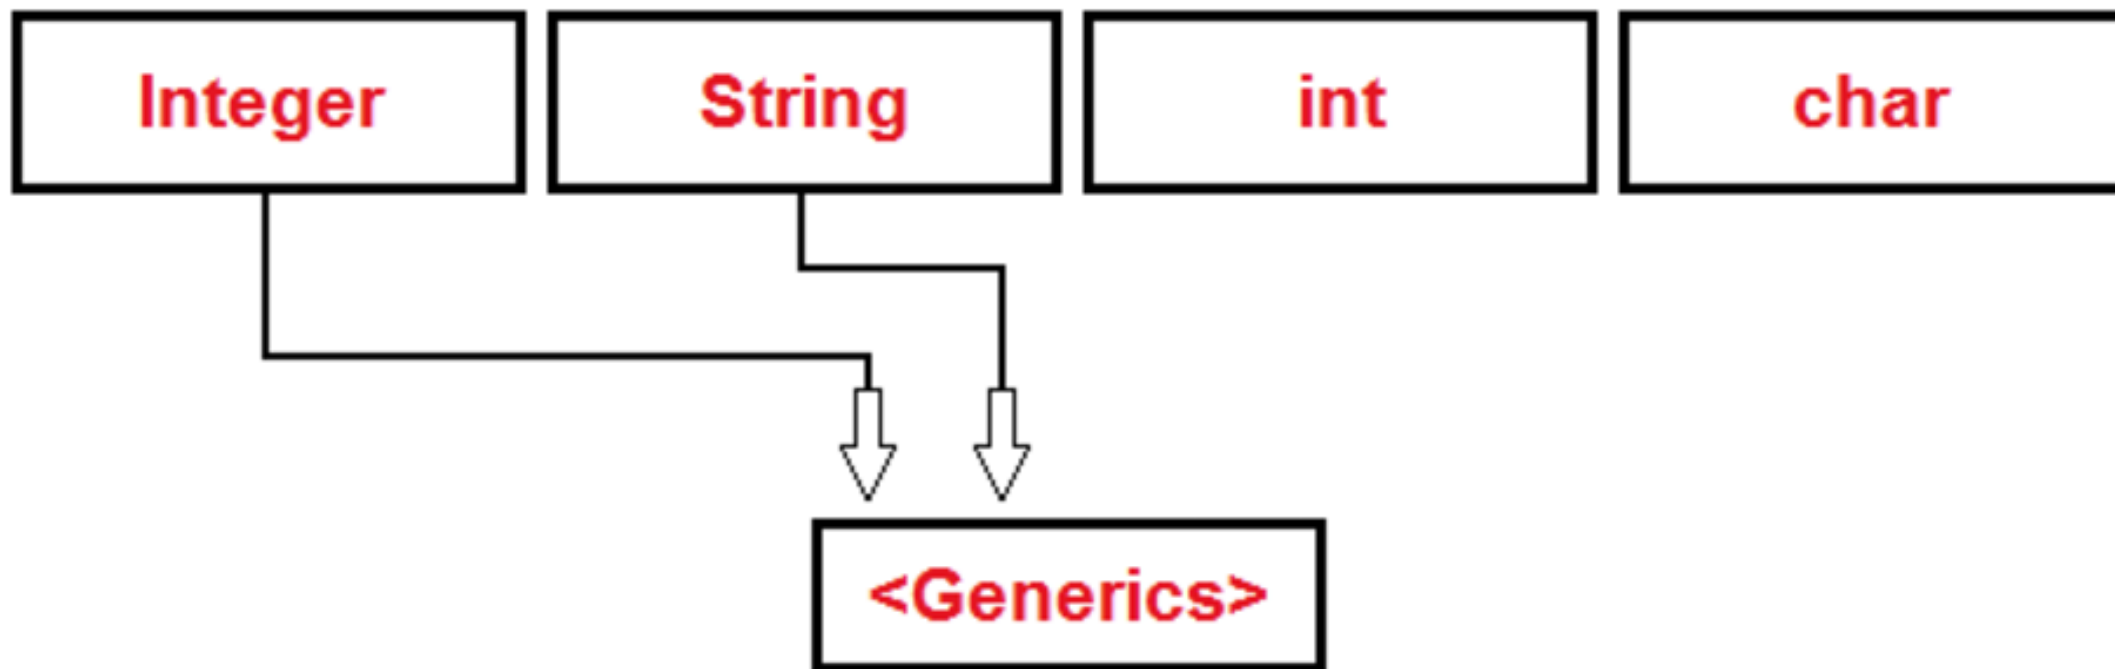 Integer
String
int
char
<Generics>